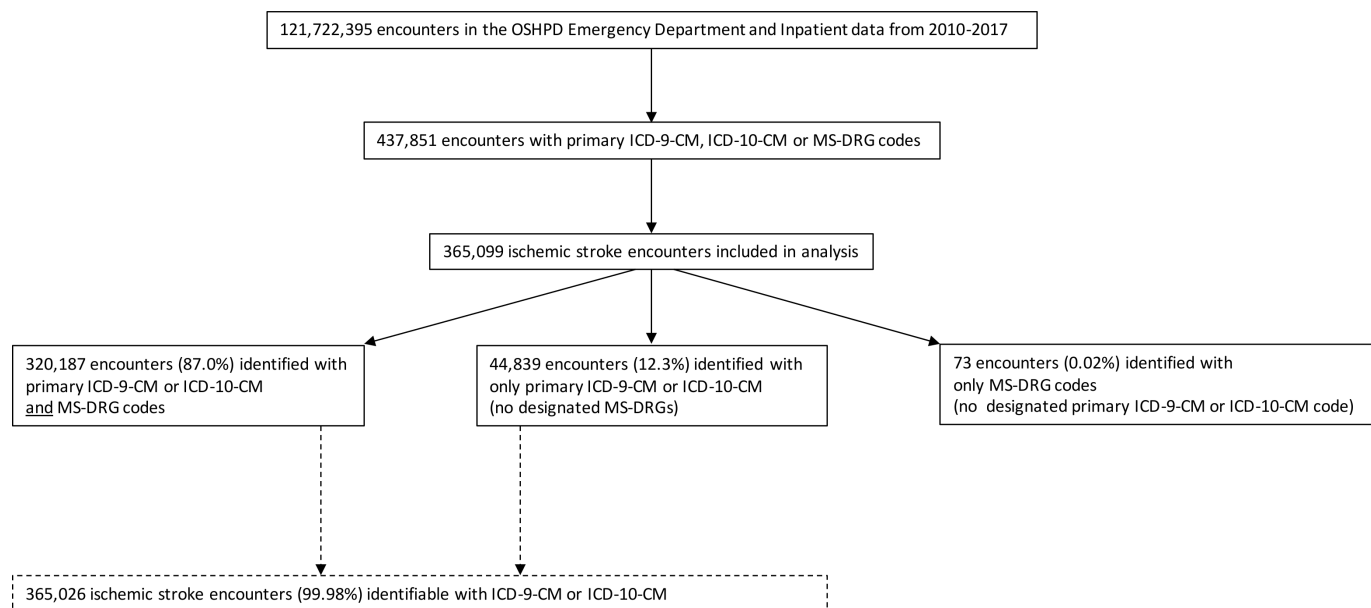 121,722,395 encounters in the OSHPD Emergency Department and Inpatient data from 2010-2017
437,851 encounters with primary ICD-9-CM, ICD-10-CM or MS-DRG codes
365,099 ischemic stroke encounters included in analysis
320,187 encounters (87.0%) identified with
primary ICD-9-CM or ICD-10-CM
and MS-DRG codes
44,839 encounters (12.3%) identified with
only primary ICD-9-CM or ICD-10-CM
(no designated MS-DRGs)
73 encounters (0.02%) identified with
only MS-DRG codes
(no designated primary ICD-9-CM or ICD-10-CM code)
365,026 ischemic stroke encounters (99.98%) identifiable with ICD-9-CM or ICD-10-CM